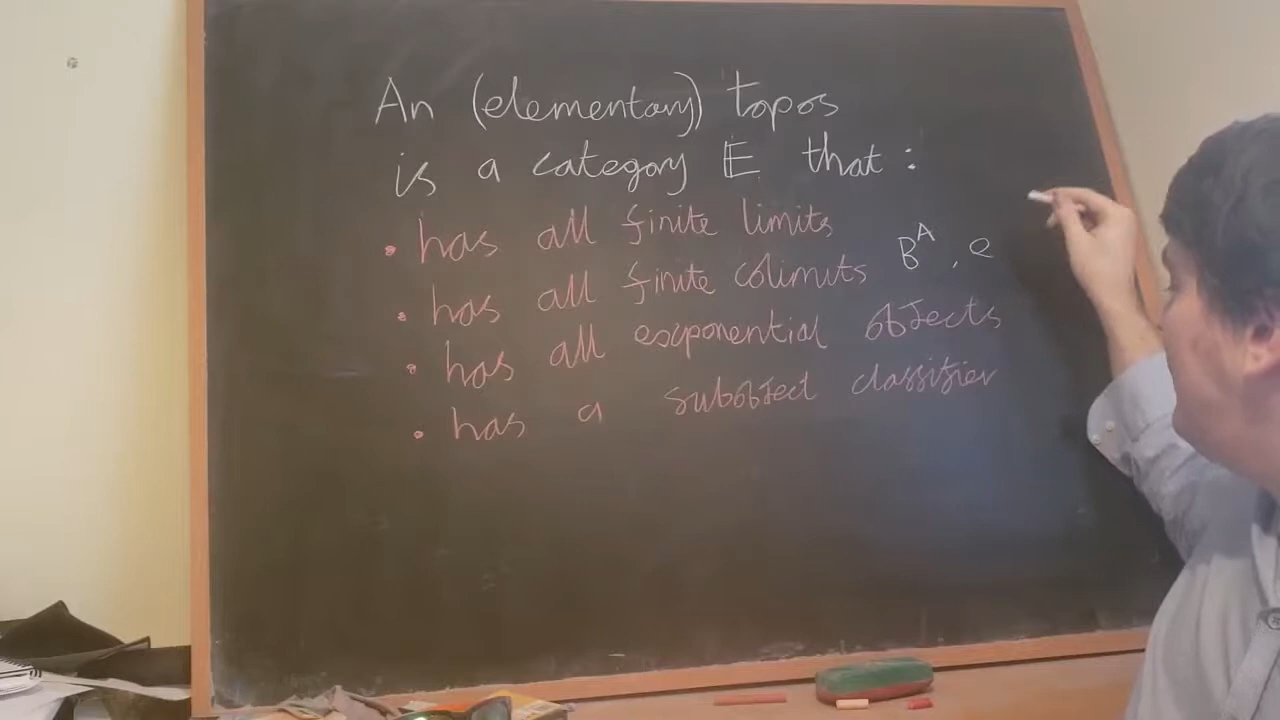 An (elementary) topos
is a category 𝔼 that :
• has all finite limits
• has all finite colimits B^A, e
• has all exponential objects
• has a subobject classifier